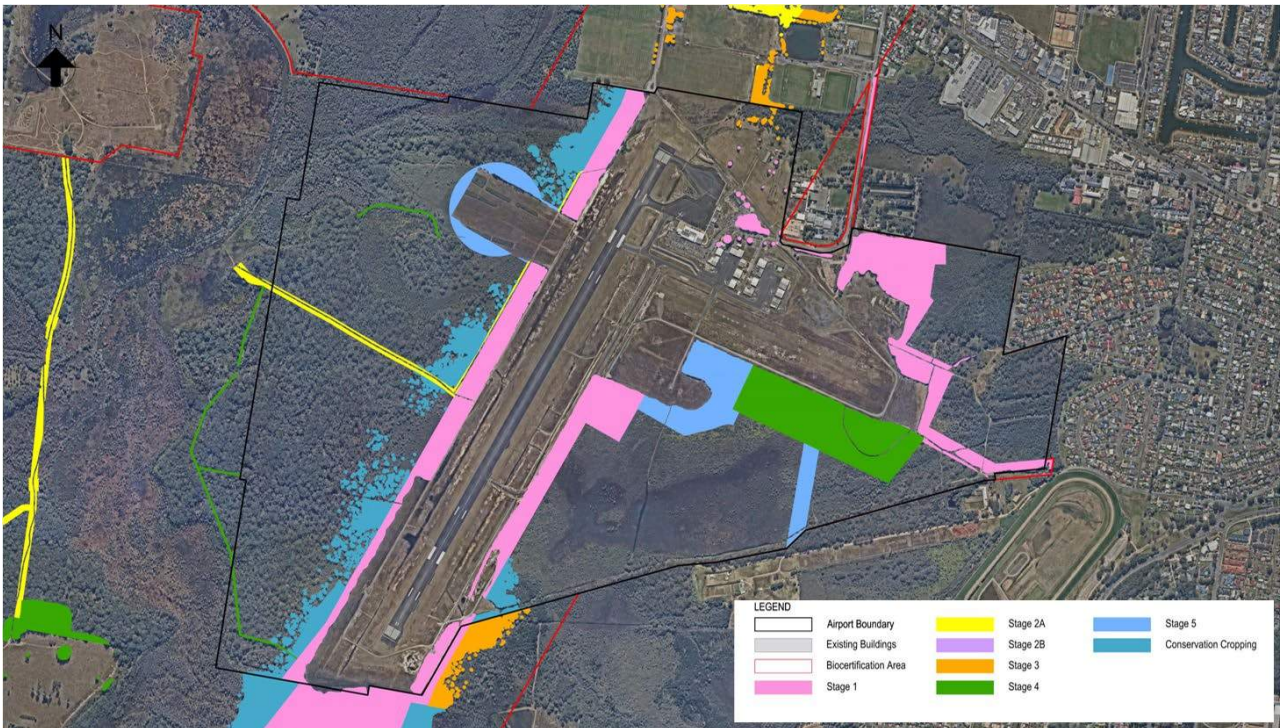 N
LEGEND
Airport Boundary
Existing Buildings
Biocertification Area
Stage 1
Stage 2A
Stage 2B
Stage 3
Stage 4
Stage 5
Conservation Cropping